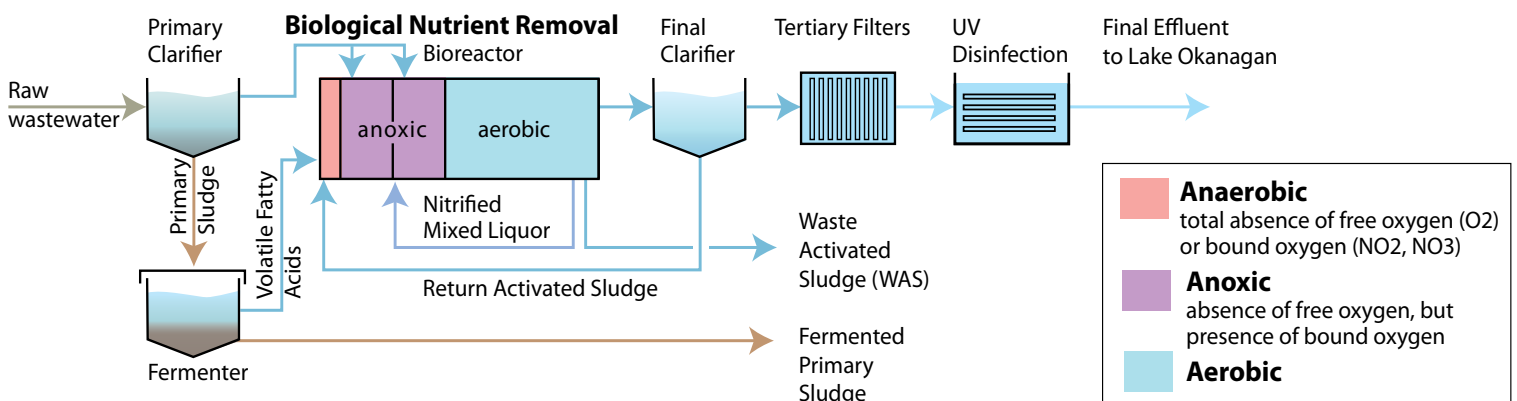 Primary
Clarifier
Biological Nutrient Removal
Bioreactor
Final
Clarifier
Tertiary Filters
UV
Disinfection
Final Effluent
to Lake Okanagan
Raw
wastewater
anoxic
aerobic
Primary
Sludge
Volatile Fatty
Acids
Nitrified
Mixed Liquor
Return Activated Sludge
Waste
Activated
Sludge (WAS)
Fermenter
Fermented
Primary
Sludge
Anaerobic
total absence of free oxygen (O2)
or bound oxygen (NO2, NO3)
Anoxic
absence of free oxygen, but
presence of bound oxygen
Aerobic